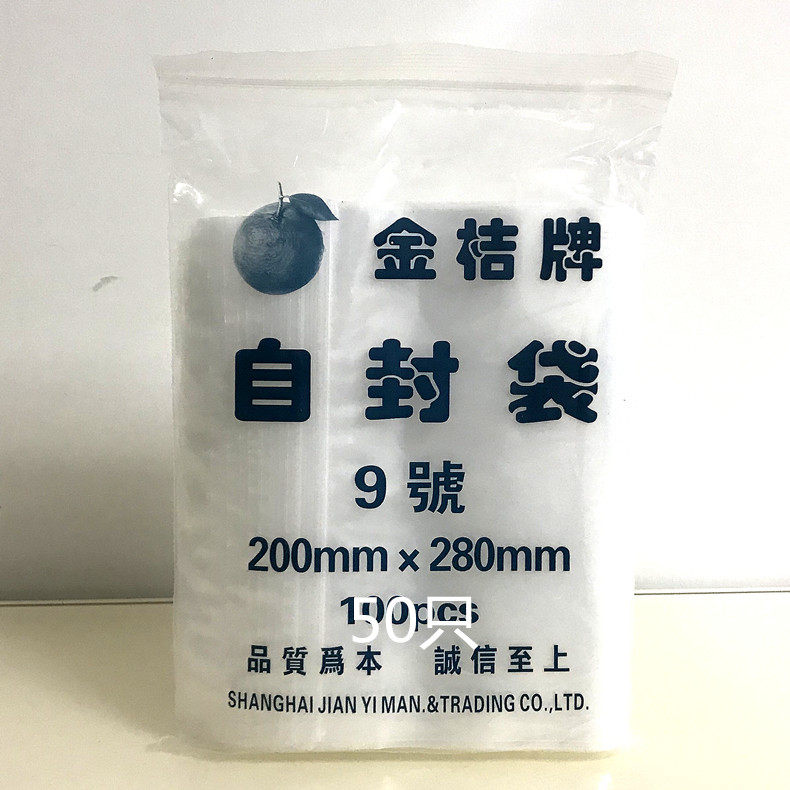 金桔牌
自封袋
9號
200mm x 280mm
100pcs
50只
品質爲本 誠信至上
SHANGHAI JIAN YI MAN.&TRADING CO.,LTD.